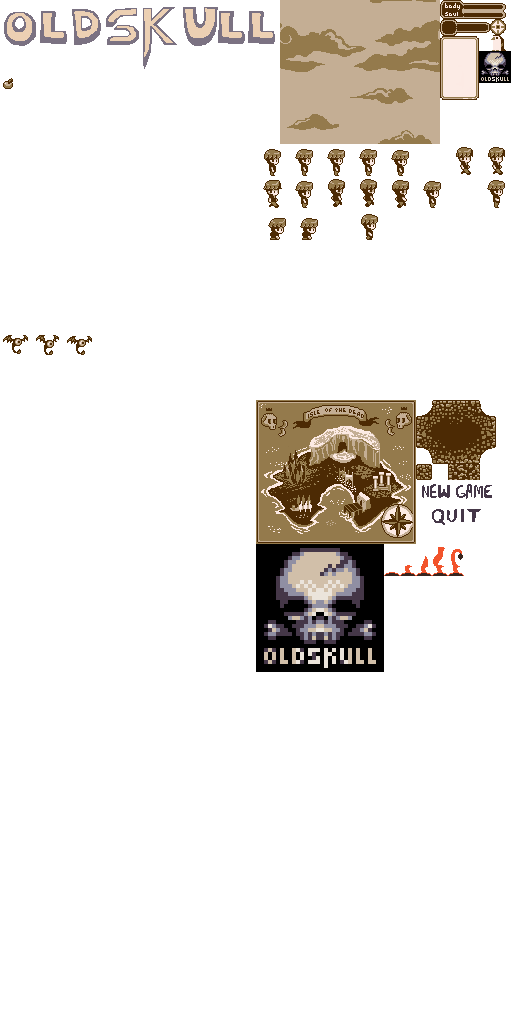 OLDSKULL
body
soul
OLDSKULL
ISLE OF THE DEAD
NEW GAME
QUIT
OLDSKULL